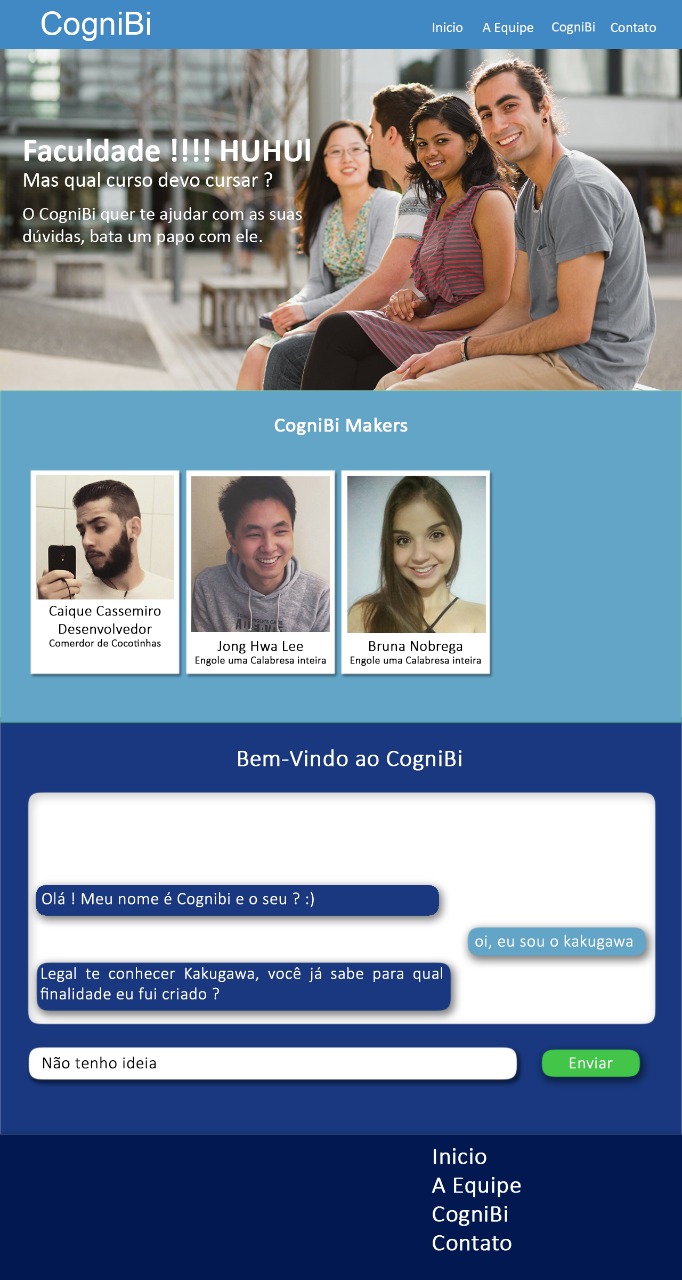 CogniBi
Inicio
A Equipe
CogniBi
Contato
Faculdade !!!! HUHUl
Mas qual curso devo cursar ?
O CogniBi quer te ajudar com as suas
dúvidas, bata um papo com ele.
CogniBi Makers
Caique Cassemiro
Desenvolvedor
Comerdor de Cocotinhas
Jong Hwa Lee
Engole uma Calabresa inteira
Bruna Nobrega
Engole uma Calabresa inteira
Bem-Vindo ao CogniBi
Olá ! Meu nome é Cognibi e o seu ? :)
oi, eu sou o kakugawa
Legal te conhecer Kakugawa, você já sabe para qual
finalidade eu fui criado ?
Não tenho ideia
Enviar
Inicio
A Equipe
CogniBi
Contato